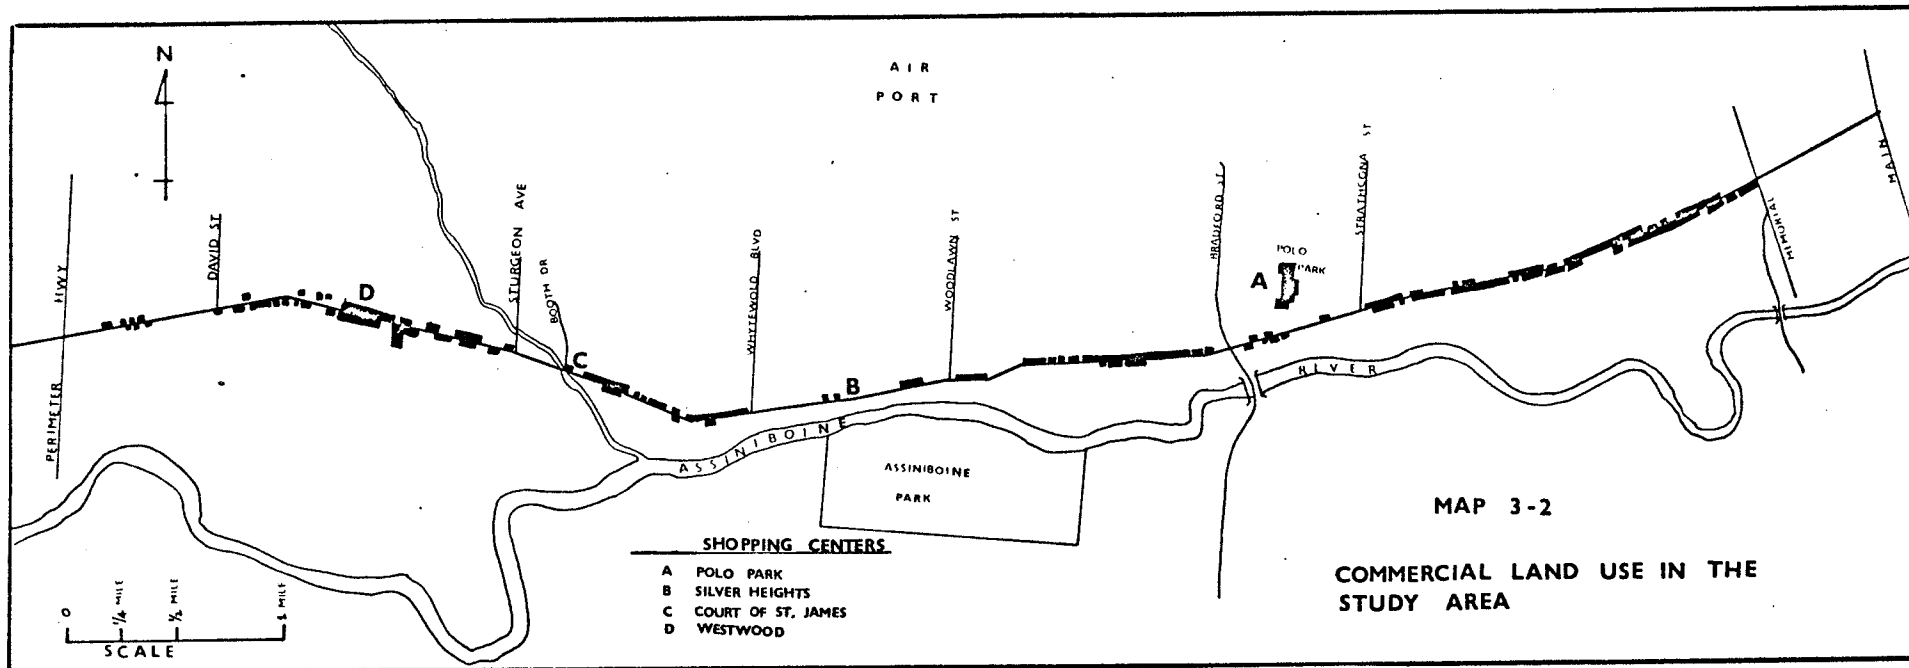 N
AIR
PORT
PERIMETER HWY
DAVID ST
D
STURGEON AVE
BOOTH DR
C
WHYTEWOLD BLVD
B
WOODLAWN ST
BRADFORD ST
A
POLO
PARK
STRATHCONA ST
MEMORIAL
MAIN
ASSINIBOINE RIVER
ASSINIBOINE
PARK
SHOPPING CENTERS
A POLO PARK
B SILVER HEIGHTS
C COURT OF ST. JAMES
D WESTWOOD
MAP 3-2
COMMERCIAL LAND USE IN THE
STUDY AREA
0 1/4 MILE 1/2 MILE 1 MILE
SCALE